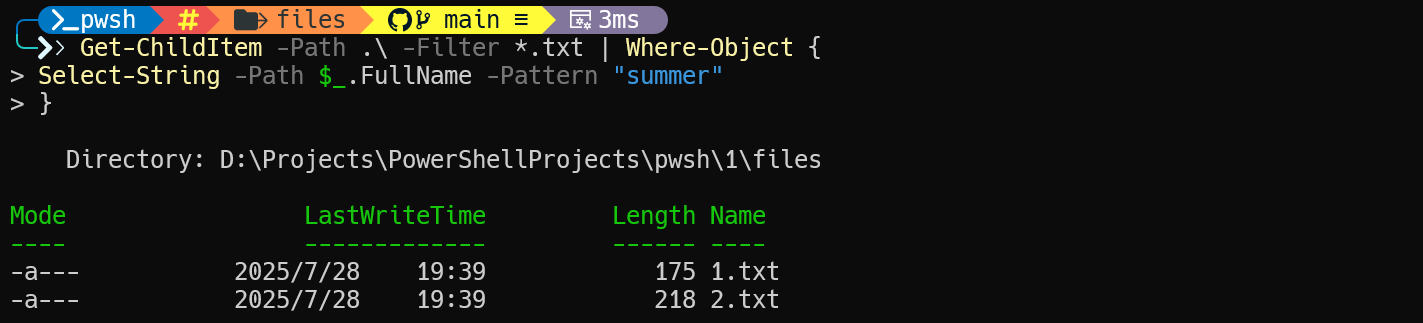 pwsh # files main ≡ 3ms
Get-ChildItem -Path .\ -Filter *.txt | Where-Object {
> Select-String -Path $_.FullName -Pattern "summer"
> }
Directory: D:\Projects\PowerShellProjects\pwsh\1\files
Mode LastWriteTime Length Name
---- ------------- ------ ----
-a--- 2025/7/28 19:39 175 1.txt
-a--- 2025/7/28 19:39 218 2.txt